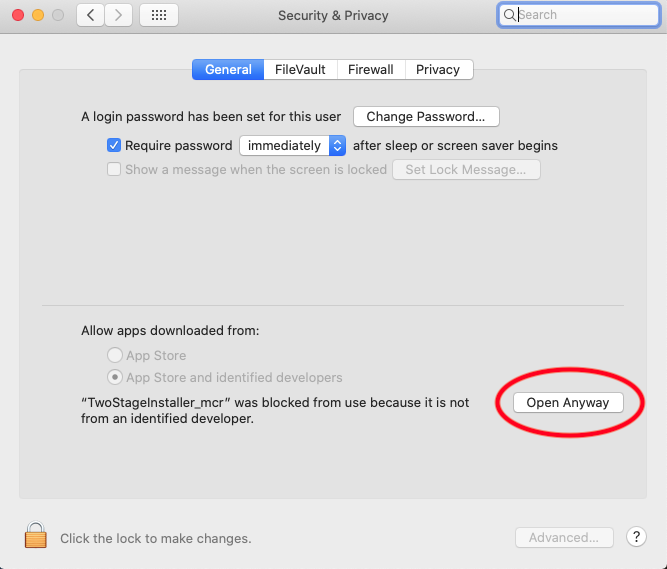 Security & Privacy
Search
General
FileVault
Firewall
Privacy
A login password has been set for this user
Change Password...
Require password
immediately
after sleep or screen saver begins
Show a message when the screen is locked
Set Lock Message...
Allow apps downloaded from:
App Store
App Store and identified developers
“TwoStageInstaller_mcr” was blocked from use because it is not
from an identified developer.
Open Anyway
Click the lock to make changes.
Advanced...
?